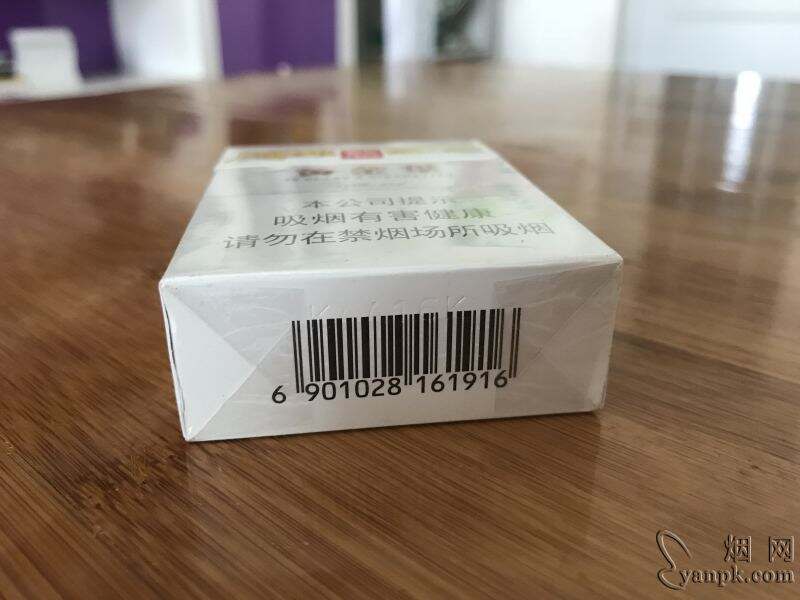 本公司提示
吸烟有害健康
请勿在禁烟场所吸烟
6 901028 161916
烟网
yanpk.com